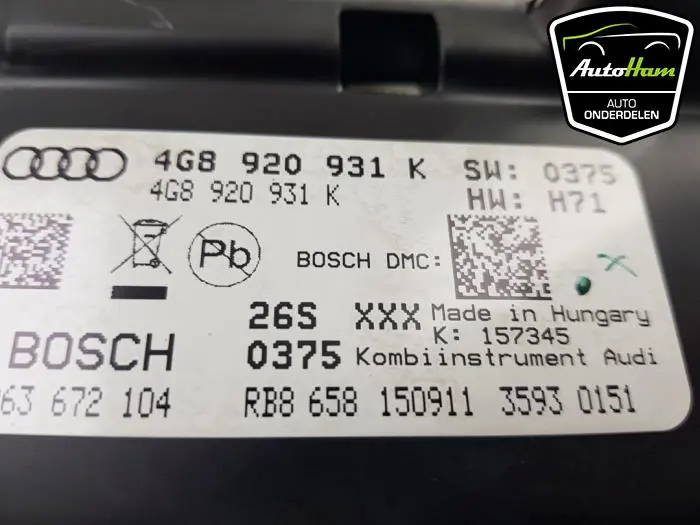 AutoHam
AUTO
ONDERDELEN
4G8 920 931 K SW: 0375
4G8 920 931 K HW: H71
Pb
BOSCH DMC:
26S XXX Made in Hungary
K: 157345
BOSCH 0375 Kombiinstrument Audi
63 672 104 RB8 658 150911 3593 0151